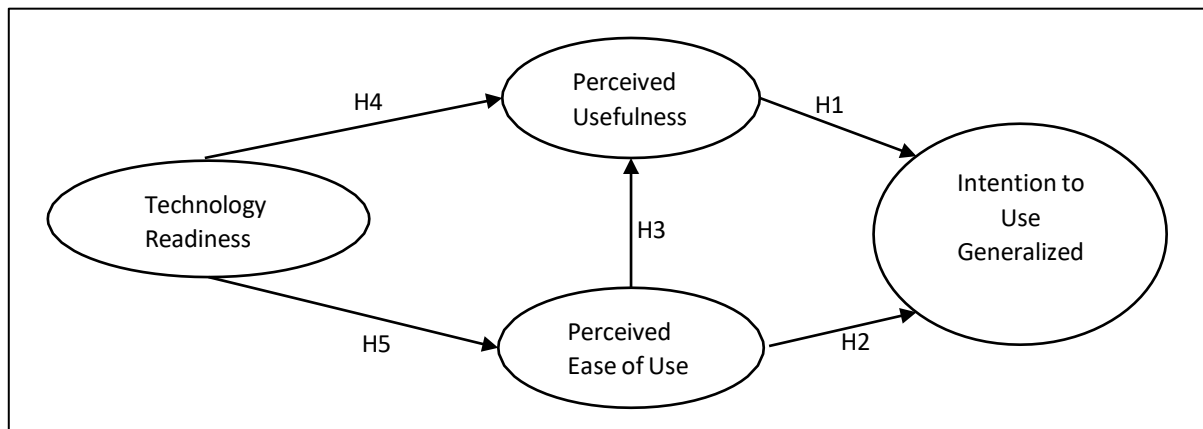 Perceived
Usefulness
H4
H1
Technology
Readiness
Intention to
Use
Generalized
H3
Perceived
Ease of Use
H5
H2